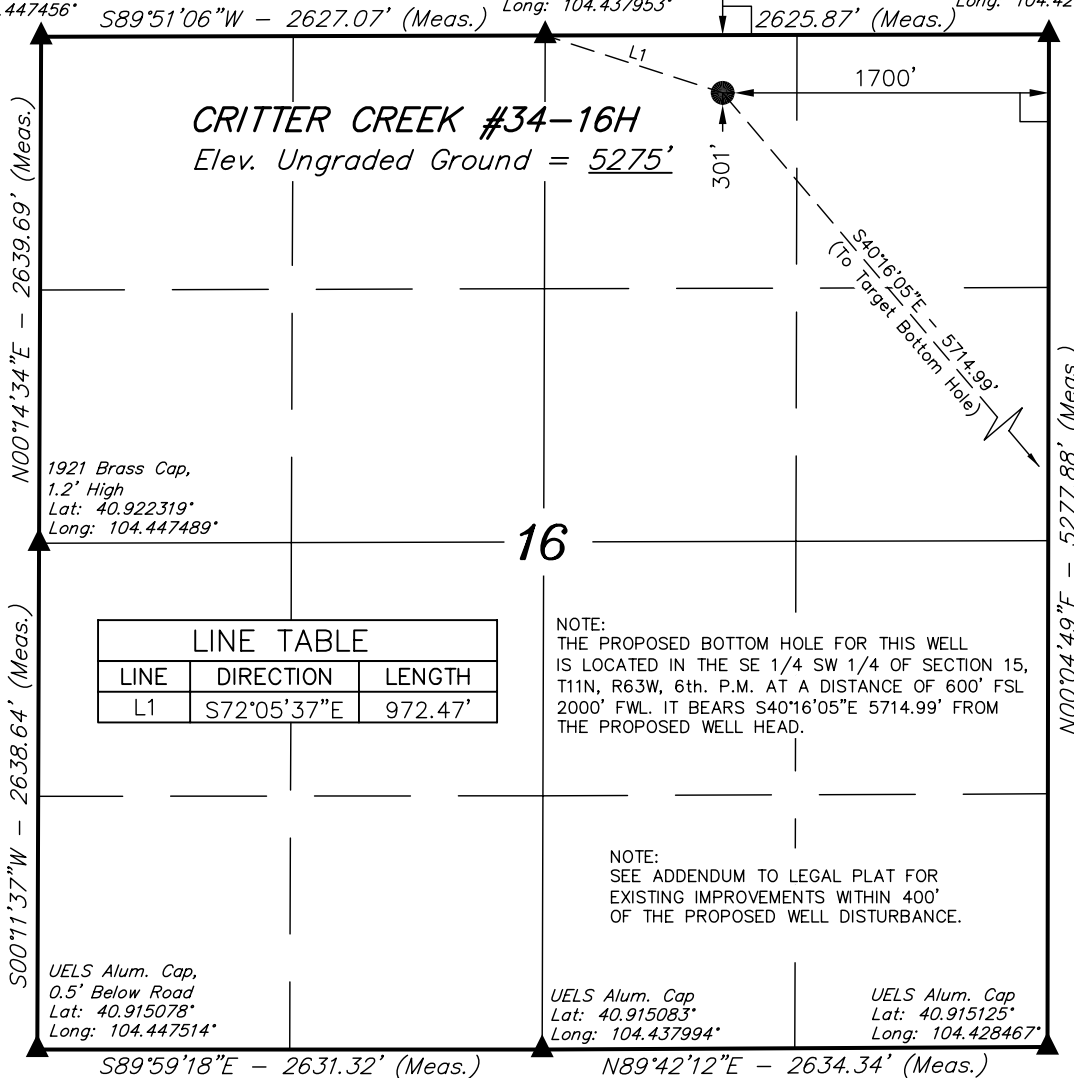 .447456°
S89°51'06"W - 2627.07' (Meas.)
Long: 104.437953°
2625.87' (Meas.)
Long: 104.42
L1
1700'
CRITTER CREEK #34-16H
Elev. Ungraded Ground = 5275'
301'
S40°16'05"E - 5714.99'
(To Target Bottom Hole)
N00°14'34"E - 2639.69' (Meas.)
1921 Brass Cap,
1.2' High
Lat: 40.922319°
Long: 104.447489°
16
N00°04'49"E - 5277.88' (Meas.)
LINE TABLE
LINE DIRECTION LENGTH
L1 S72°05'37"E 972.47'
NOTE:
THE PROPOSED BOTTOM HOLE FOR THIS WELL
IS LOCATED IN THE SE 1/4 SW 1/4 OF SECTION 15,
T11N, R63W, 6th. P.M. AT A DISTANCE OF 600' FSL
2000' FWL. IT BEARS S40°16'05"E 5714.99' FROM
THE PROPOSED WELL HEAD.
S00°11'37"W - 2638.64' (Meas.)
NOTE:
SEE ADDENDUM TO LEGAL PLAT FOR
EXISTING IMPROVEMENTS WITHIN 400'
OF THE PROPOSED WELL DISTURBANCE.
UELS Alum. Cap,
0.5' Below Road
Lat: 40.915078°
Long: 104.447514°
UELS Alum. Cap
Lat: 40.915083°
Long: 104.437994°
UELS Alum. Cap
Lat: 40.915125°
Long: 104.428467°
S89°59'18"E - 2631.32' (Meas.)
N89°42'12"E - 2634.34' (Meas.)